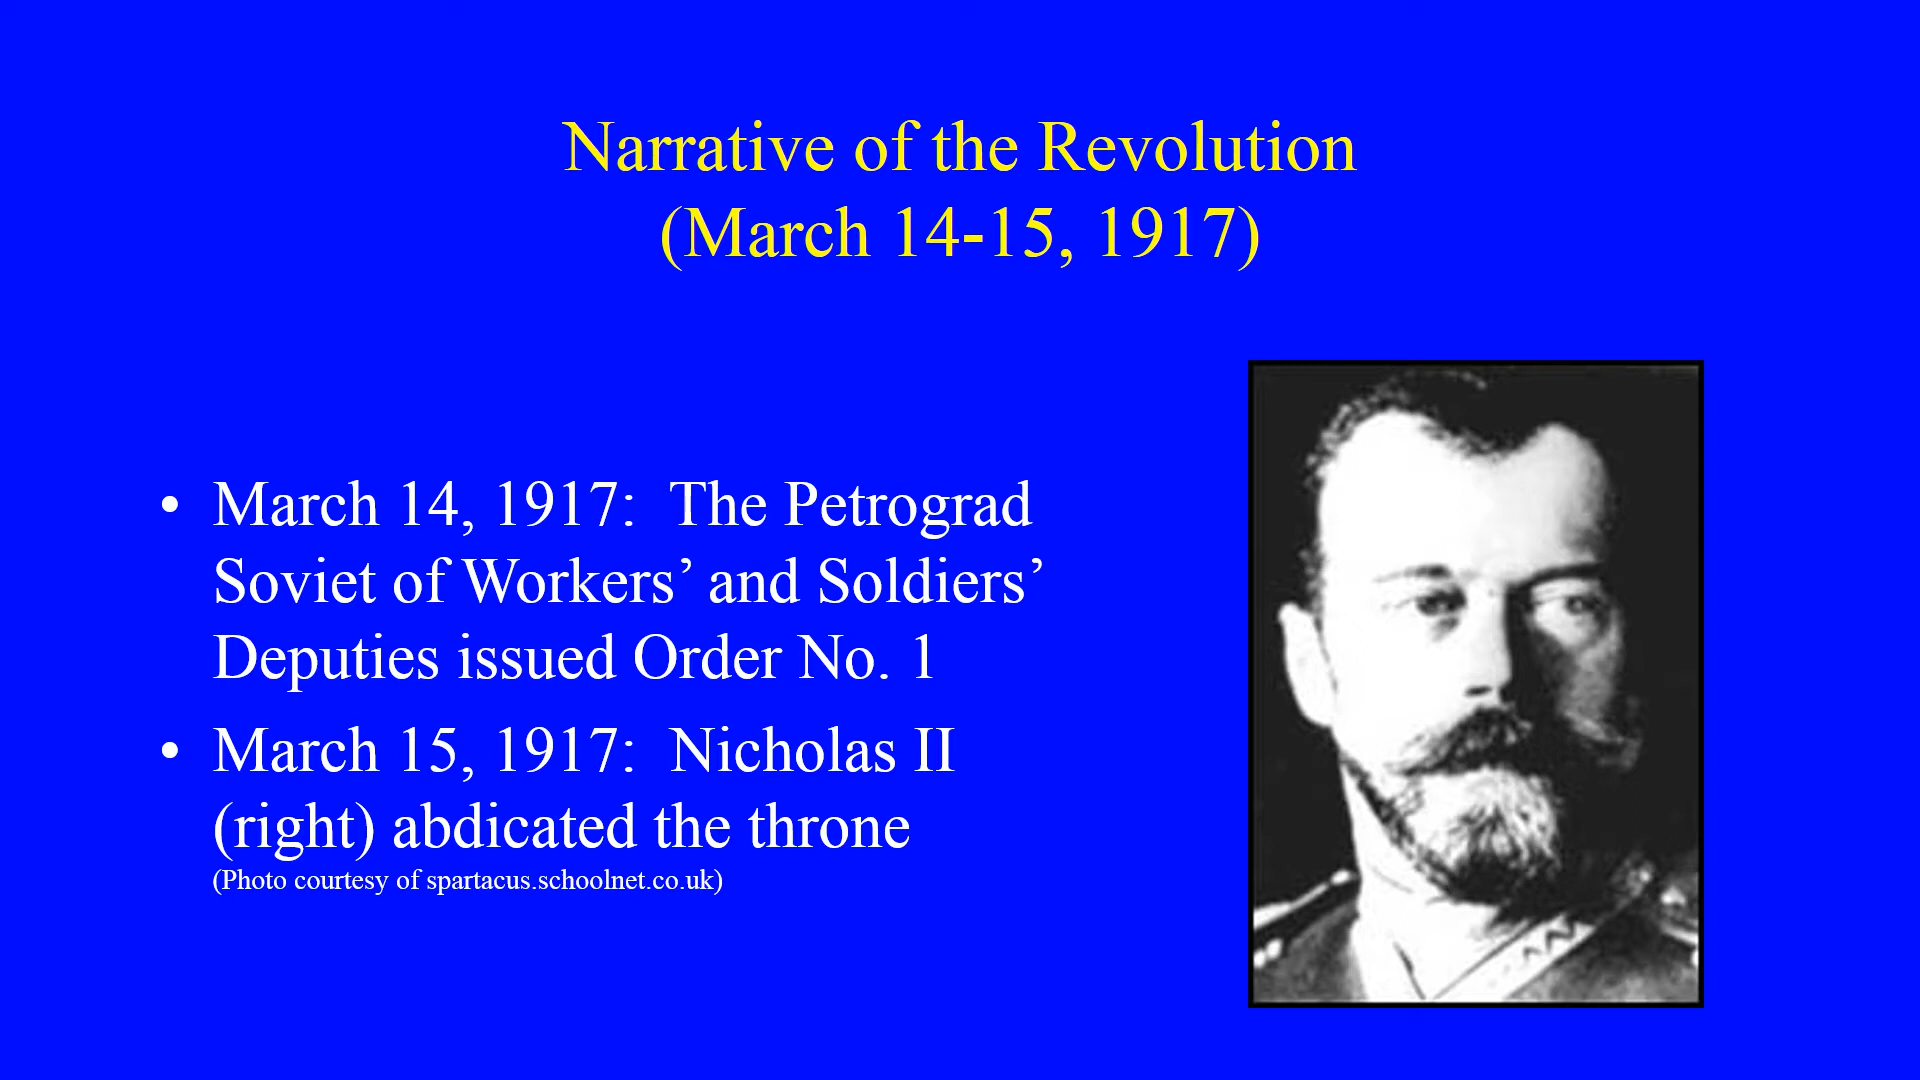 Narrative of the Revolution
(March 14-15, 1917)
• March 14, 1917:  The Petrograd
Soviet of Workers’ and Soldiers’
Deputies issued Order No. 1
• March 15, 1917:  Nicholas II
(right) abdicated the throne
(Photo courtesy of spartacus.schoolnet.co.uk)